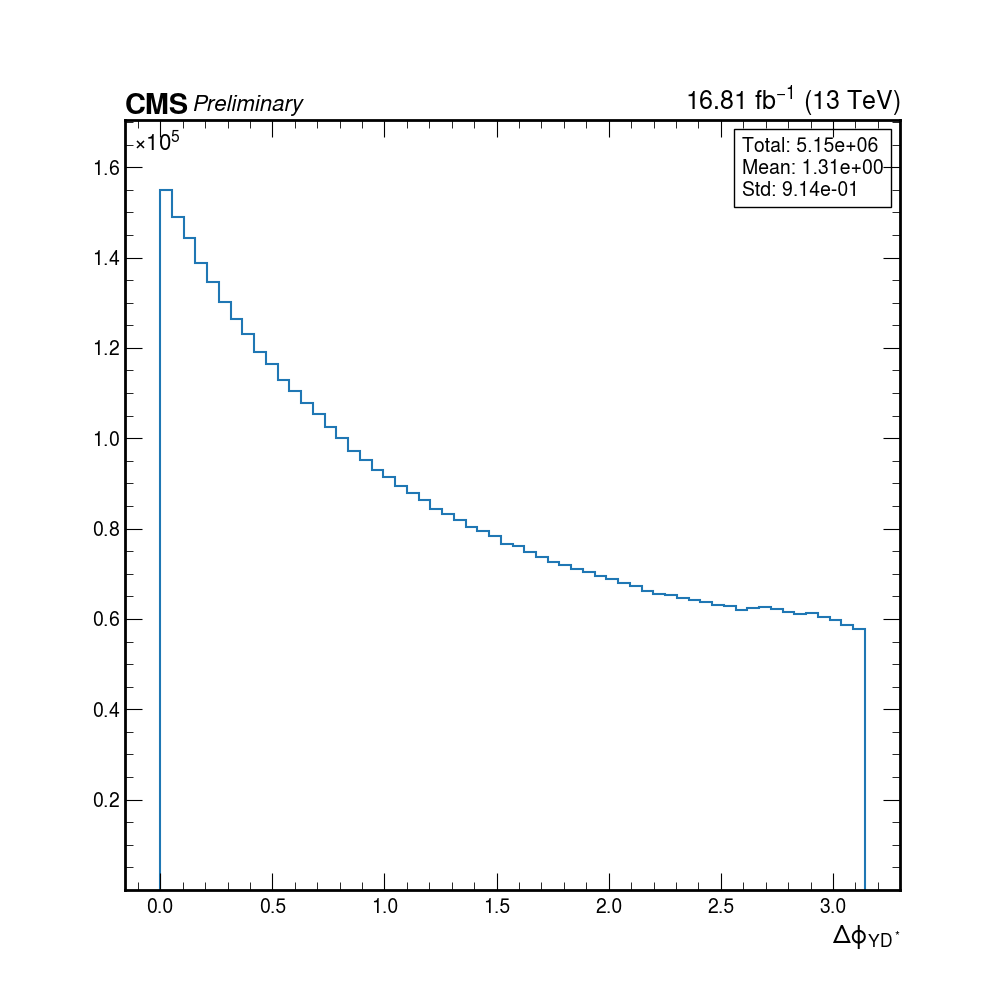 CMS Preliminary
16.81 fb⁻¹ (13 TeV)
×10⁵
Total: 5.15e+06
Mean: 1.31e+00
Std: 9.14e-01
1.6
1.4
1.2
1.0
0.8
0.6
0.4
0.2
0.0 0.5 1.0 1.5 2.0 2.5 3.0
Δϕ_YD*